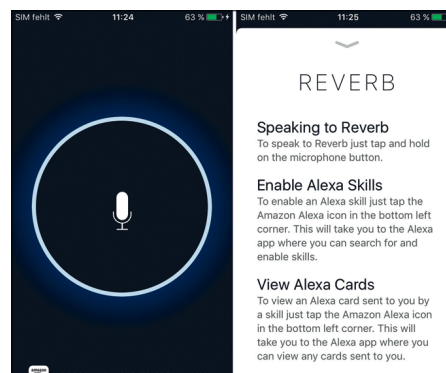 SIM fehlt 11:24 63 %
amazon
SIM fehlt 11:25 63 %
REVERB
Speaking to Reverb
To speak to Reverb just tap and hold
on the microphone button.
Enable Alexa Skills
To enable an Alexa skill just tap the
Amazon Alexa icon in the bottom left
corner. This will take you to the Alexa
app where you can search for and
enable skills.
View Alexa Cards
To view an Alexa card sent to you by
a skill just tap the Amazon Alexa icon
in the bottom left corner. This will
take you to the Alexa app where you
can view any cards sent to you.